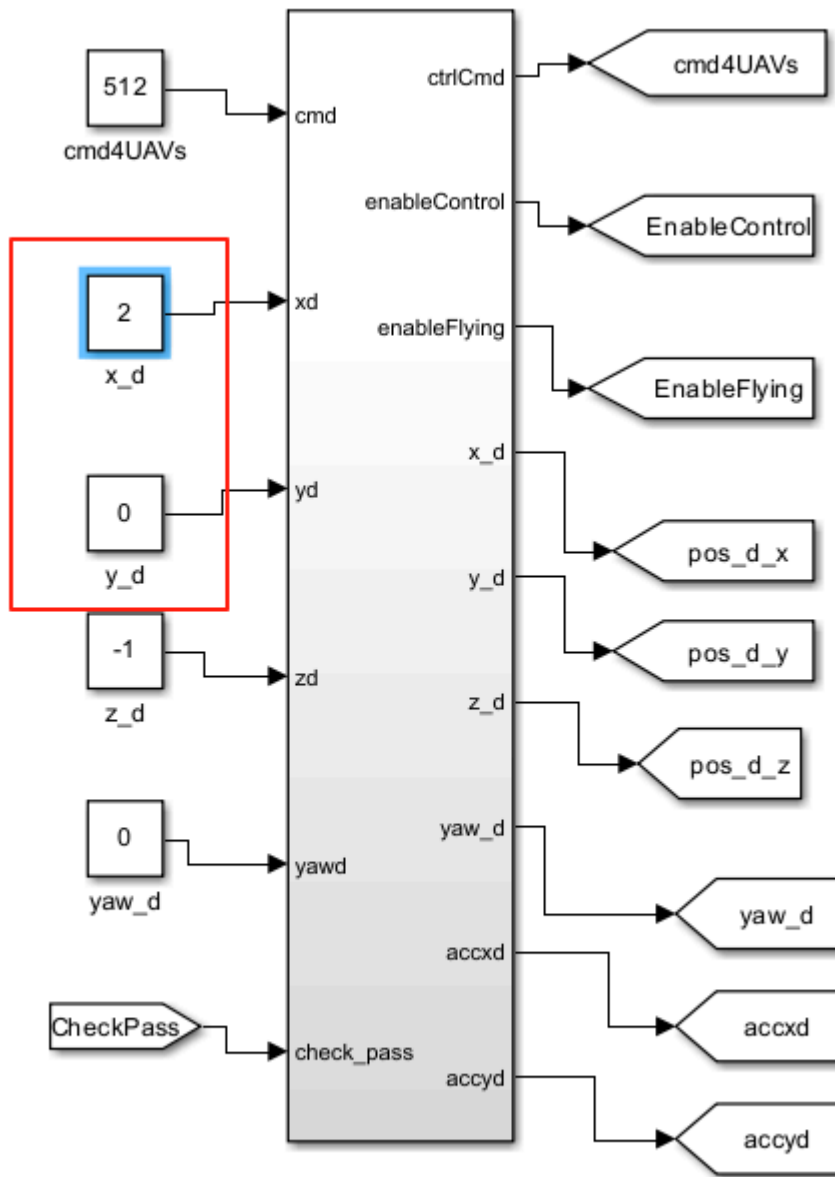 512
cmd4UAVs
2
x_d
0
y_d
-1
z_d
0
yaw_d
CheckPass
cmd
xd
yd
zd
yawd
check_pass
ctrlCmd
enableControl
enableFlying
x_d
y_d
z_d
yaw_d
accxd
accyd
cmd4UAVs
EnableControl
EnableFlying
pos_d_x
pos_d_y
pos_d_z
yaw_d
accxd
accyd